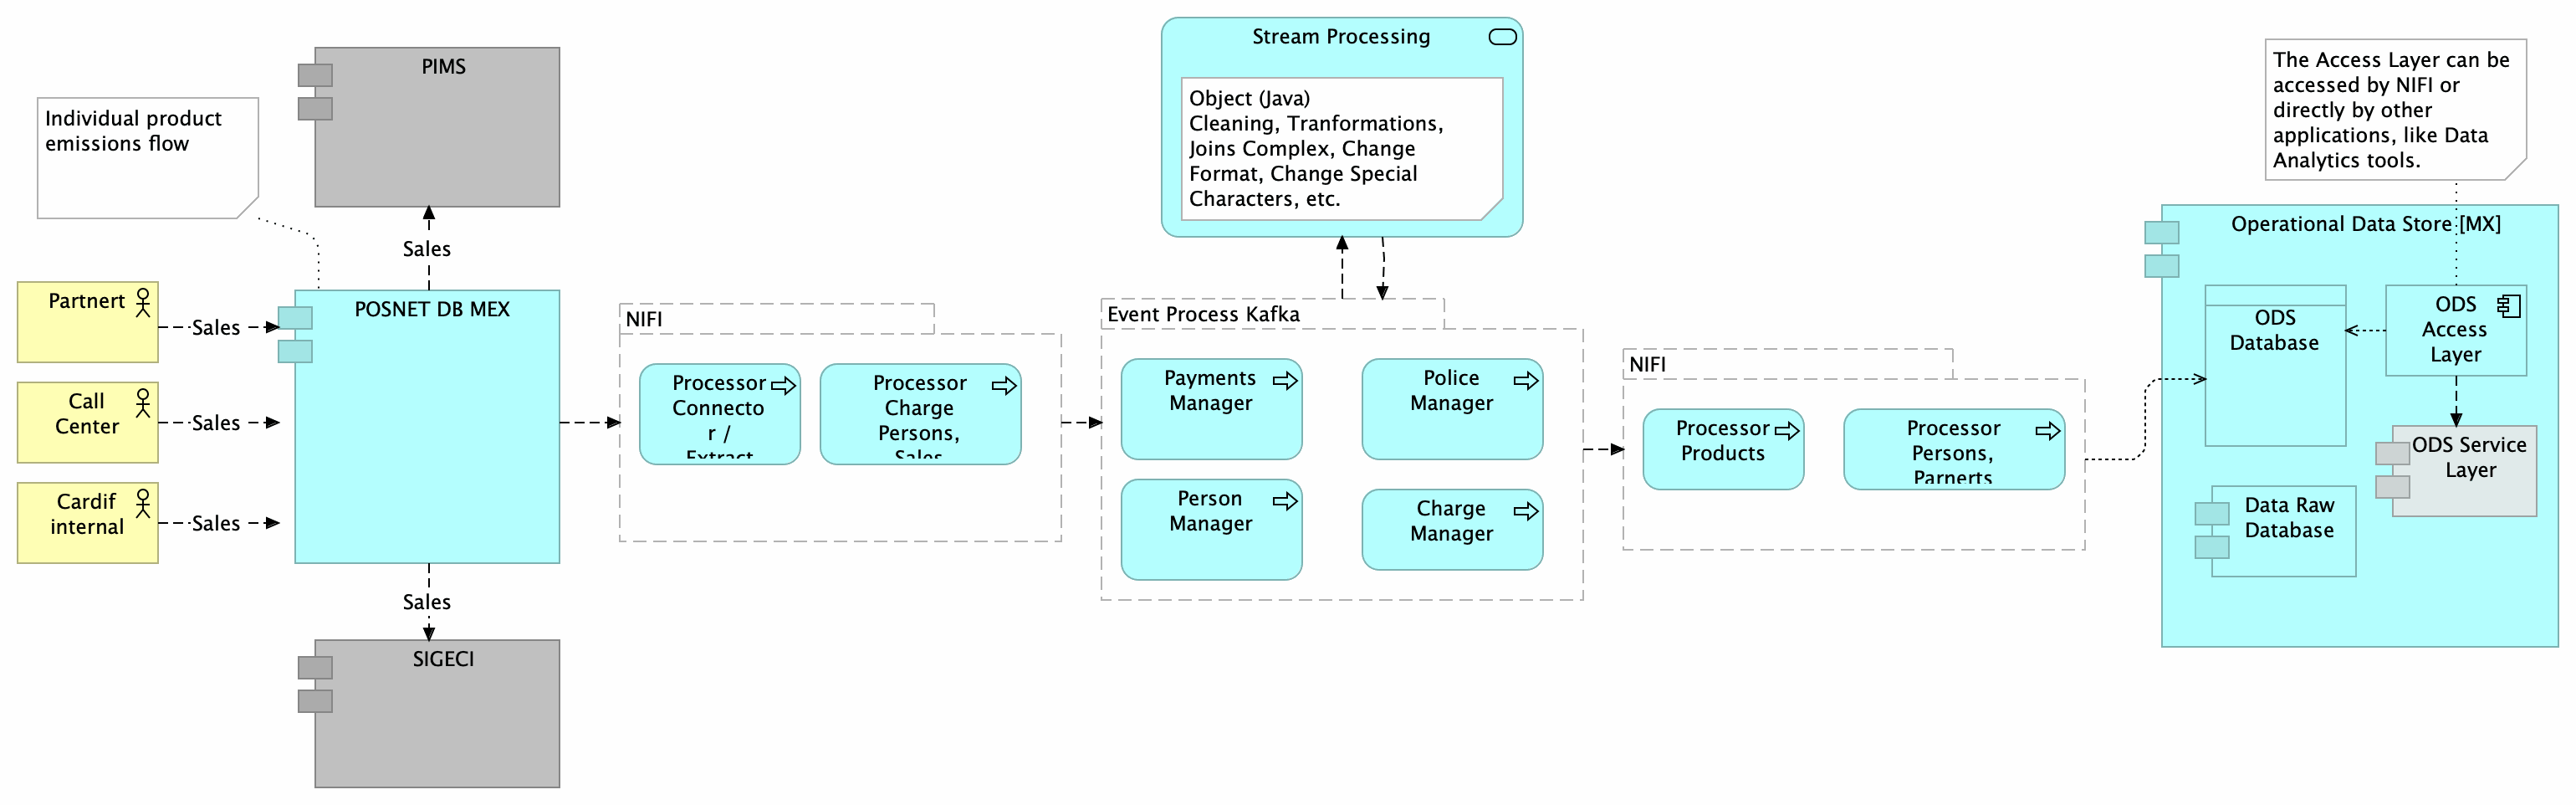 PIMS
Individual product
emissions flow
Sales
Partnert
Sales
Call
Center
Sales
Cardif
internal
Sales
POSNET DB MEX
Sales
SIGECI
NIFI
Processor
Connecto
r /
Extract
Processor
Charge
Persons,
Sales
Stream Processing
Object (Java)
Cleaning, Tranformations,
Joins Complex, Change
Format, Change Special
Characters, etc.
Event Process Kafka
Payments
Manager
Police
Manager
Person
Manager
Charge
Manager
NIFI
Processor
Products
Processor
Persons,
Parnerts
The Access Layer can be
accessed by NIFI or
directly by other
applications, like Data
Analytics tools.
Operational Data Store [MX]
ODS
Database
ODS
Access
Layer
ODS Service
Layer
Data Raw
Database